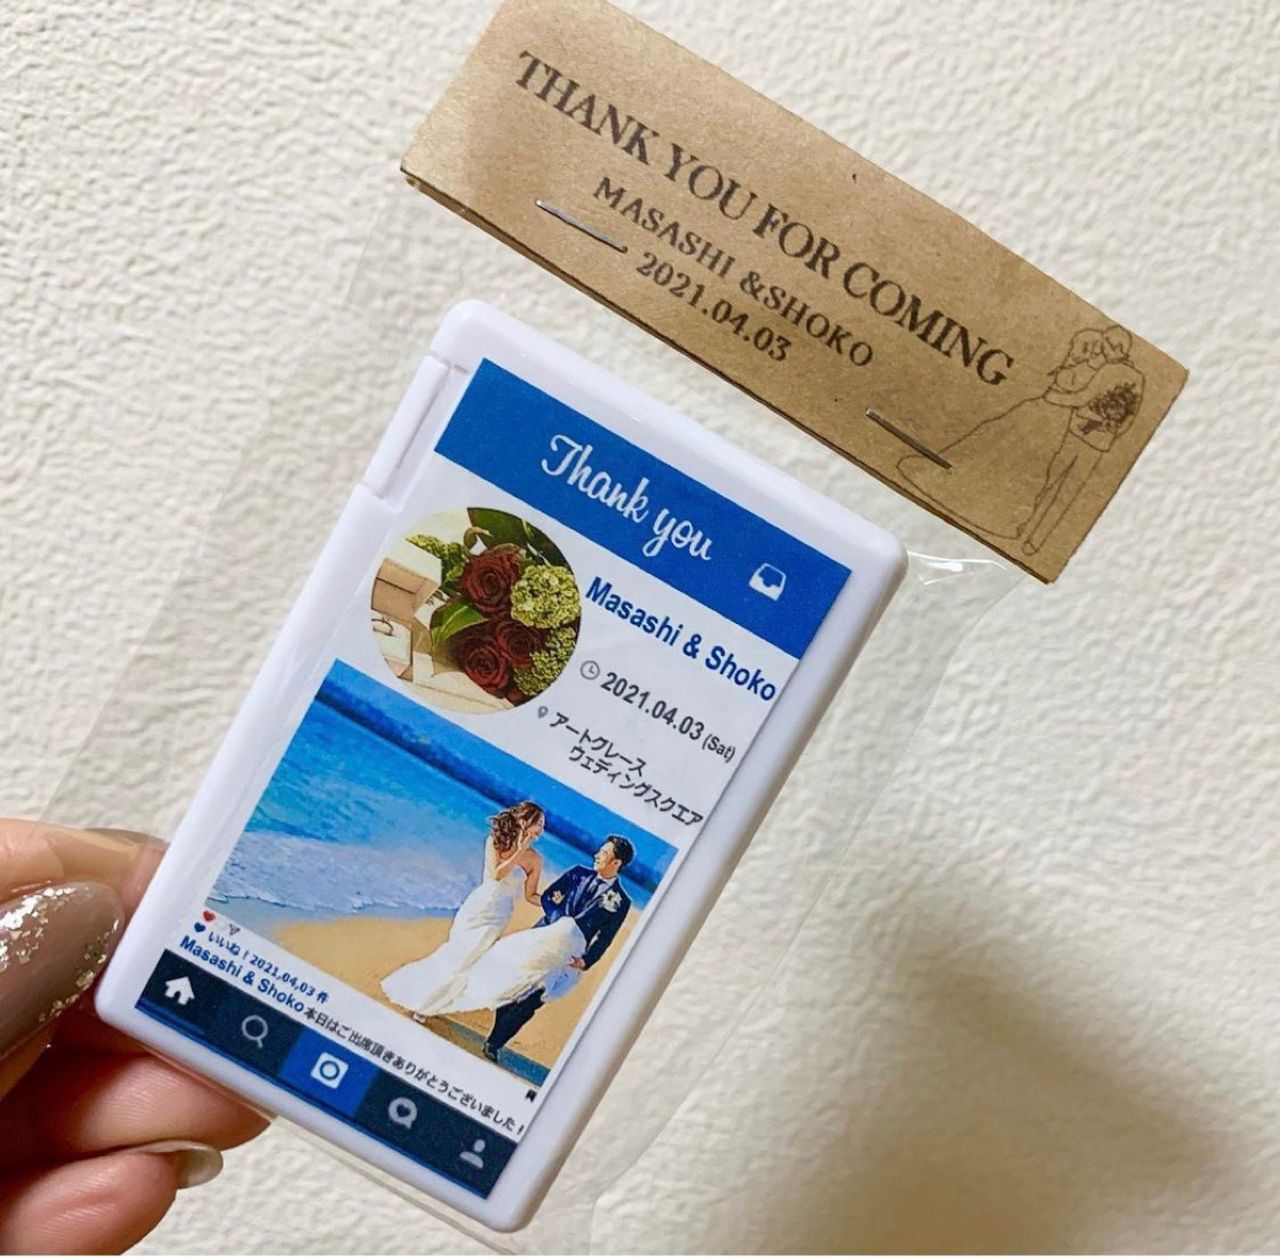 THANK YOU FOR COMING
MASASHI &SHOKO
2021.04.03
Thank you
Masashi & Shoko
2021.04.03 (Sat)
アートグレース
ウェディングスクエア
いいね！2021,04,03 件
Masashi & Shoko 本日はご出席頂きありがとうございました！